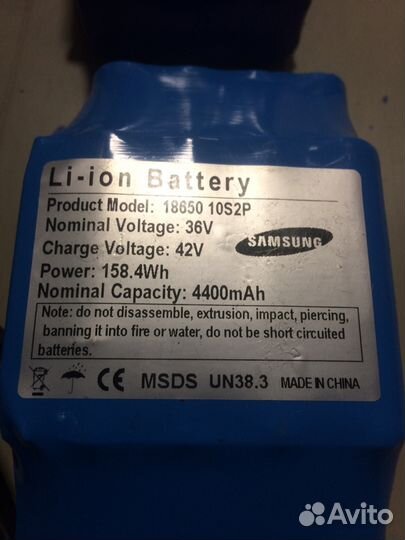 Li-ion Battery
Product Model: 18650 10S2P
Nominal Voltage: 36V
Charge Voltage: 42V
SAMSUNG
Power: 158.4Wh
Nominal Capacity: 4400mAh
Note: do not disassemble, extrusion, impact, piercing,
banning it into fire or water, do not be short circuited
batteries.
CE MSDS UN38.3 MADE IN CHINA
Avito